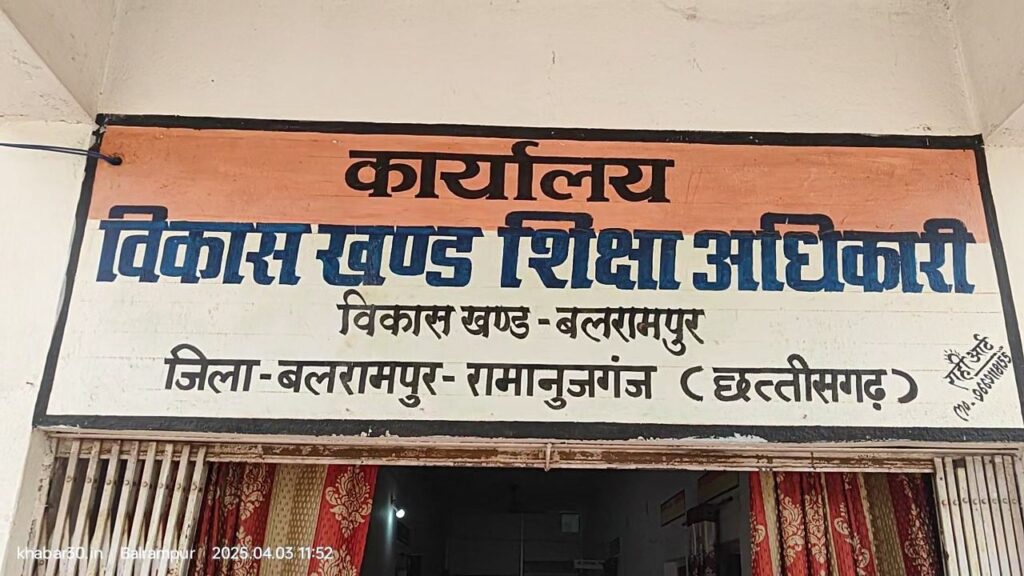 कार्यालय
विकास खण्ड शिक्षा अधिकारी
विकास खण्ड - बलरामपुर
जिला - बलरामपुर - रामानुजगंज (छत्तीसगढ़)
राही आर्ट
khabar30.in | Balrampur 2025.04.03 11:52